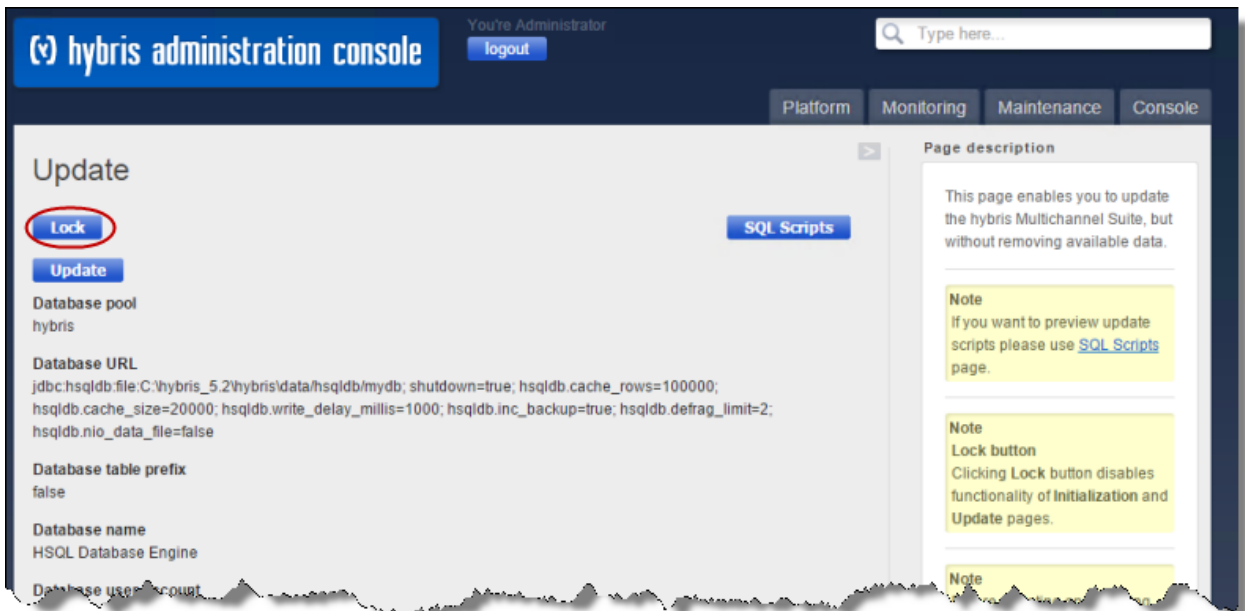 (y) hybris administration console
You're Administrator
logout
Type here...
Platform
Monitoring
Maintenance
Console
Update
Lock
SQL Scripts
Update
Database pool
hybris
Database URL
jdbc:hsqldb:file:C:\hybris_5.2\hybris\data/hsqldb/mydb; shutdown=true; hsqldb.cache_rows=100000;
hsqldb.cache_size=20000; hsqldb.write_delay_millis=1000; hsqldb.inc_backup=true; hsqldb.defrag_limit=2;
hsqldb.nio_data_file=false
Database table prefix
false
Database name
HSQL Database Engine
Database user account
>
Page description
This page enables you to update
the hybris Multichannel Suite, but
without removing available data.
Note
If you want to preview update
scripts please use SQL Scripts
page.
Note
Lock button
Clicking Lock button disables
functionality of Initialization and
Update pages.
Note